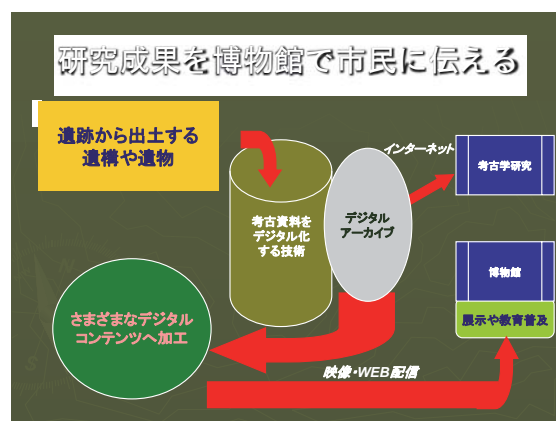 研究成果を博物館で市民に伝える
遺跡から出土する
遺構や遺物
インターネット
考古学研究
考古資料を
デジタル化
する技術
デジタル
アーカイブ
博物館
展示や教育普及
さまざまなデジタル
コンテンツへ加工
映像・WEB配信